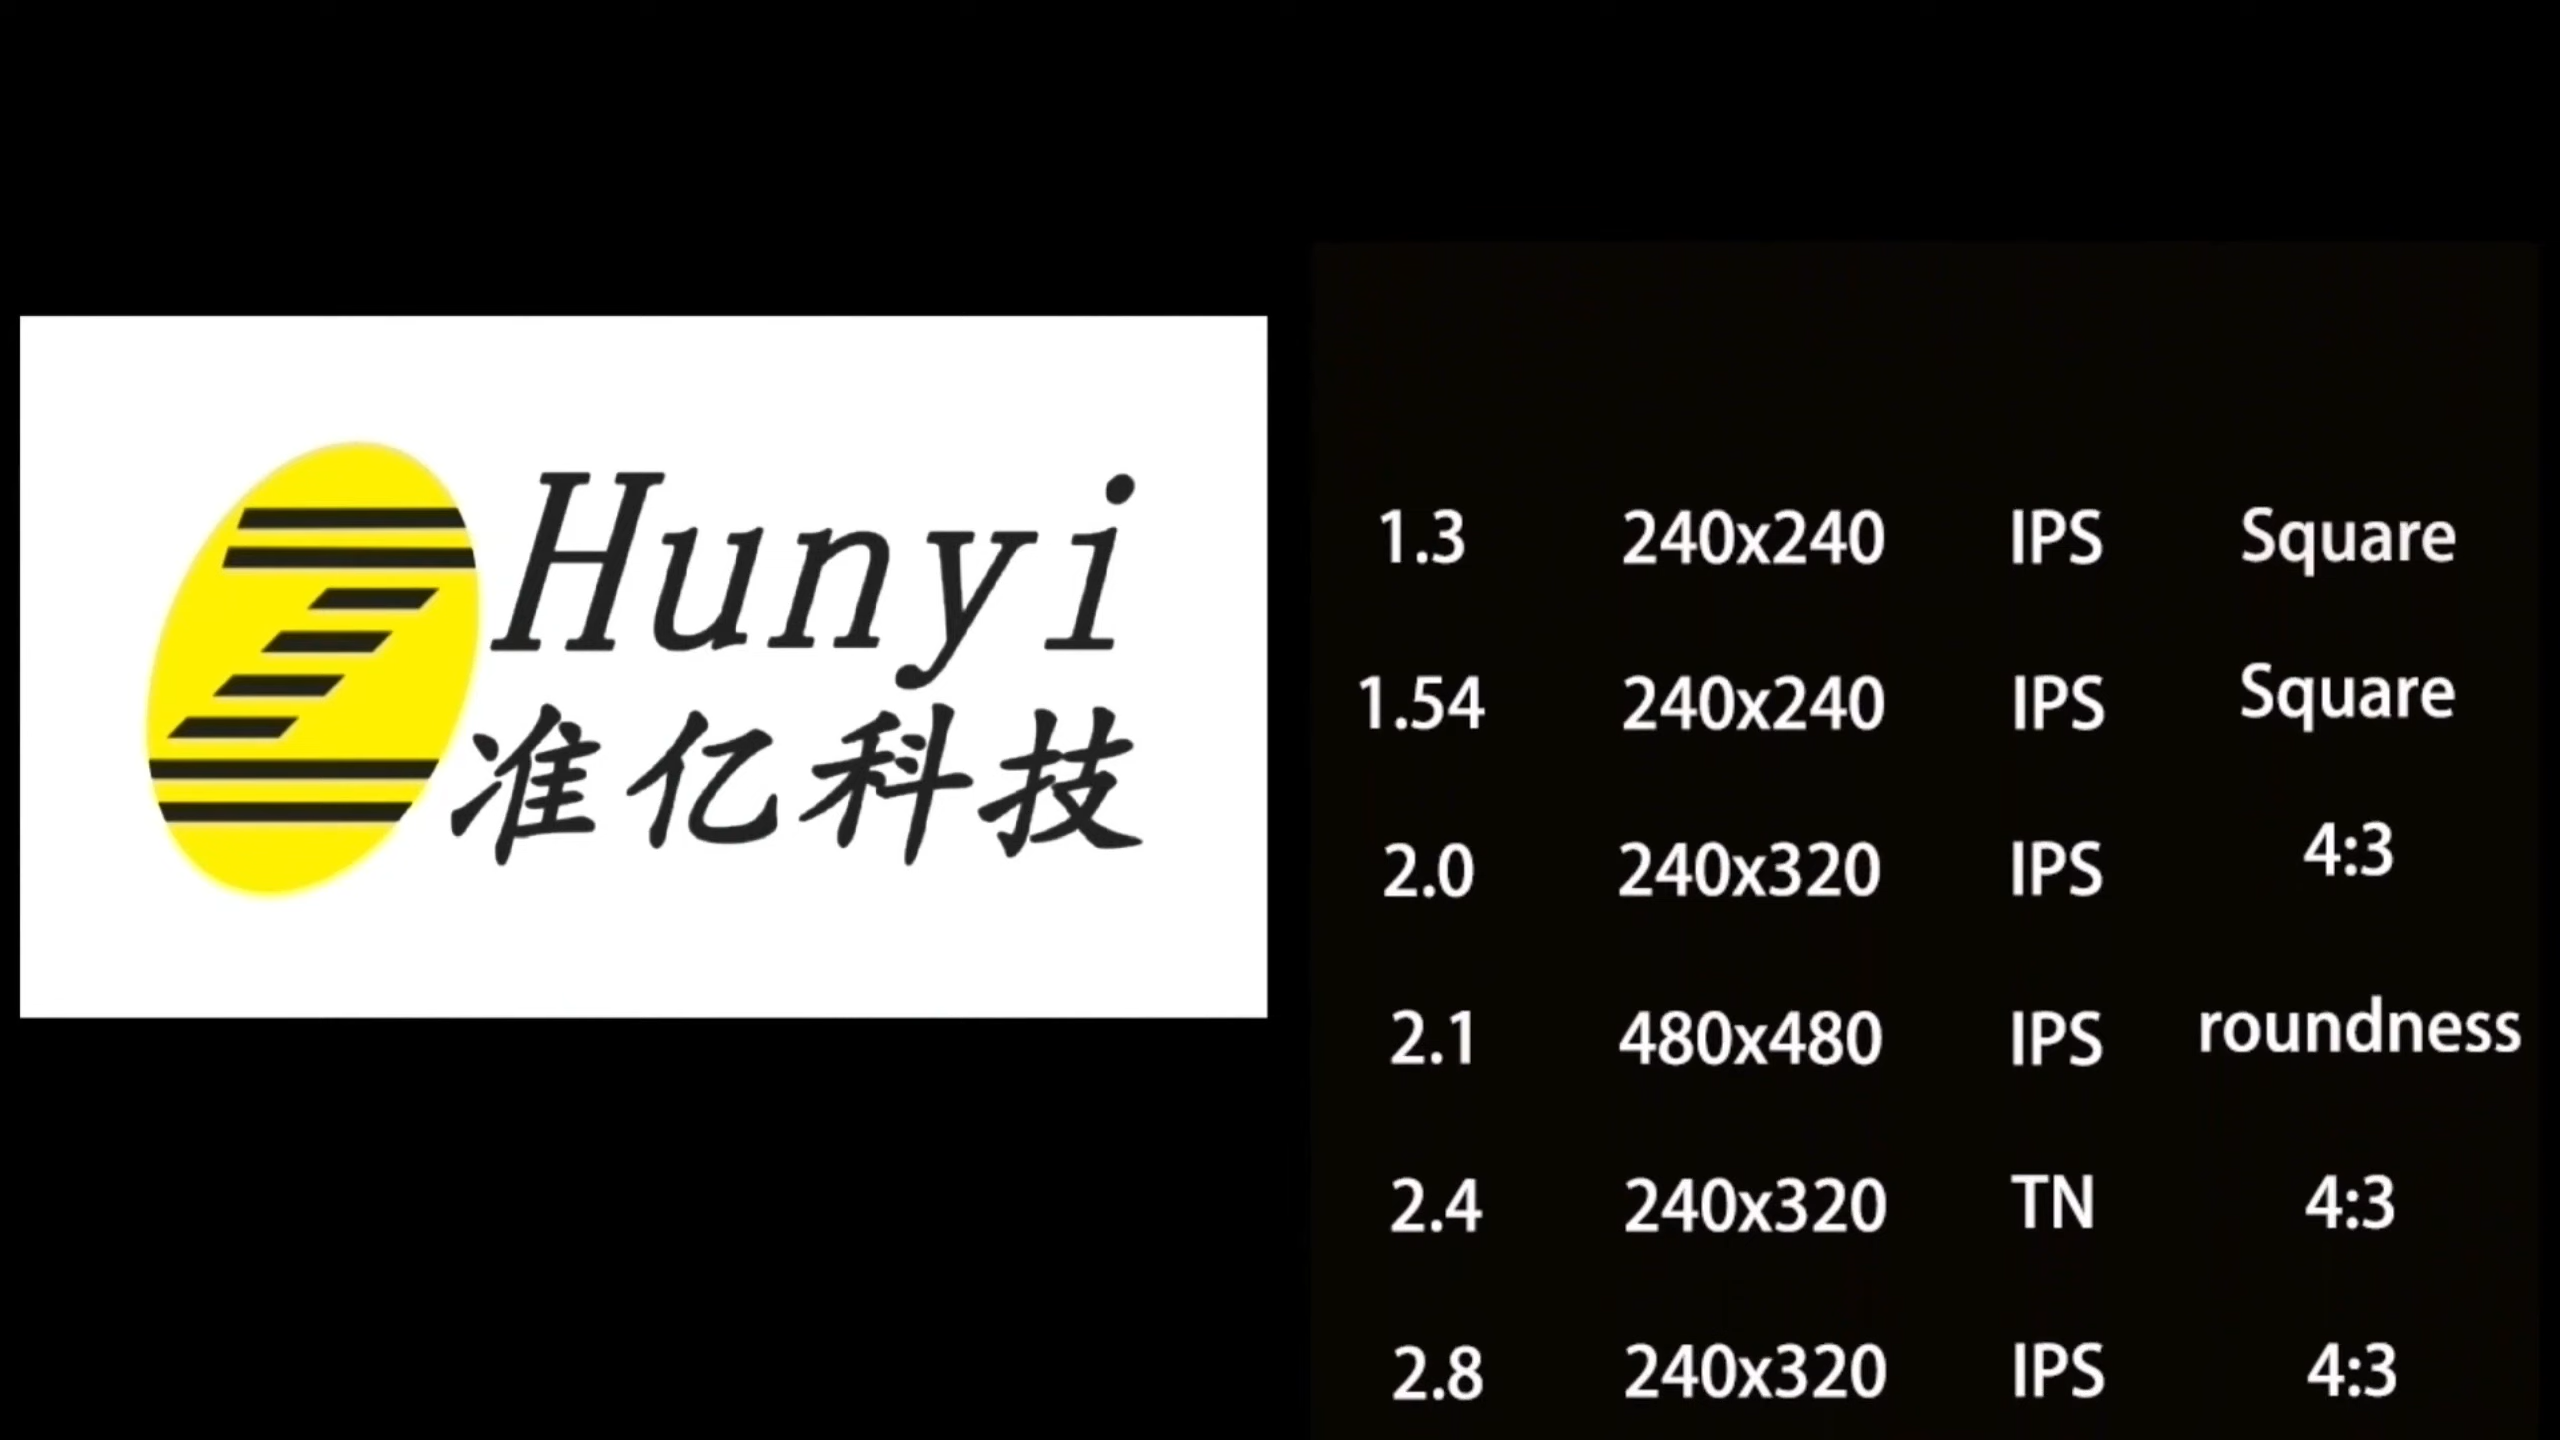 Hunyi
准亿科技
1.3 240x240 IPS Square
1.54 240x240 IPS Square
2.0 240x320 IPS 4:3
2.1 480x480 IPS roundness
2.4 240x320 TN 4:3
2.8 240x320 IPS 4:3